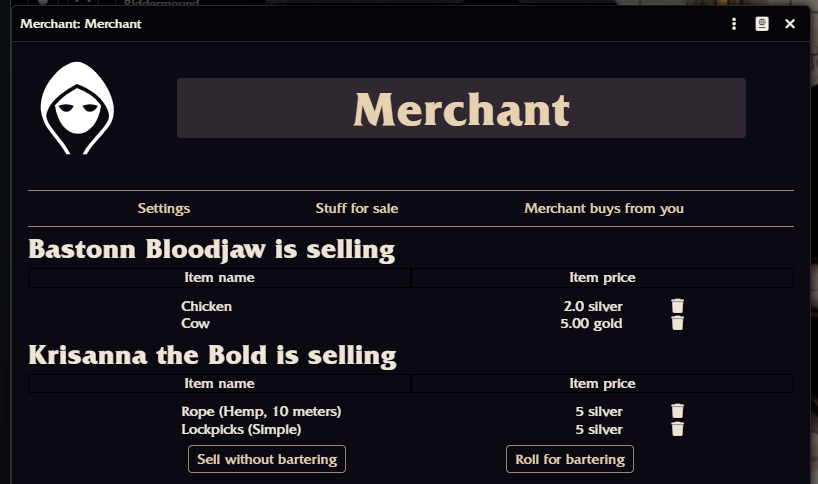 Riddermound
Merchant: Merchant
Merchant
Settings Stuff for sale Merchant buys from you
Bastonn Bloodjaw is selling
Item name Item price
Chicken 2.0 silver
Cow 5.00 gold
Krisanna the Bold is selling
Item name Item price
Rope (Hemp, 10 meters) 5 silver
Lockpicks (Simple) 5 silver
Sell without bartering Roll for bartering